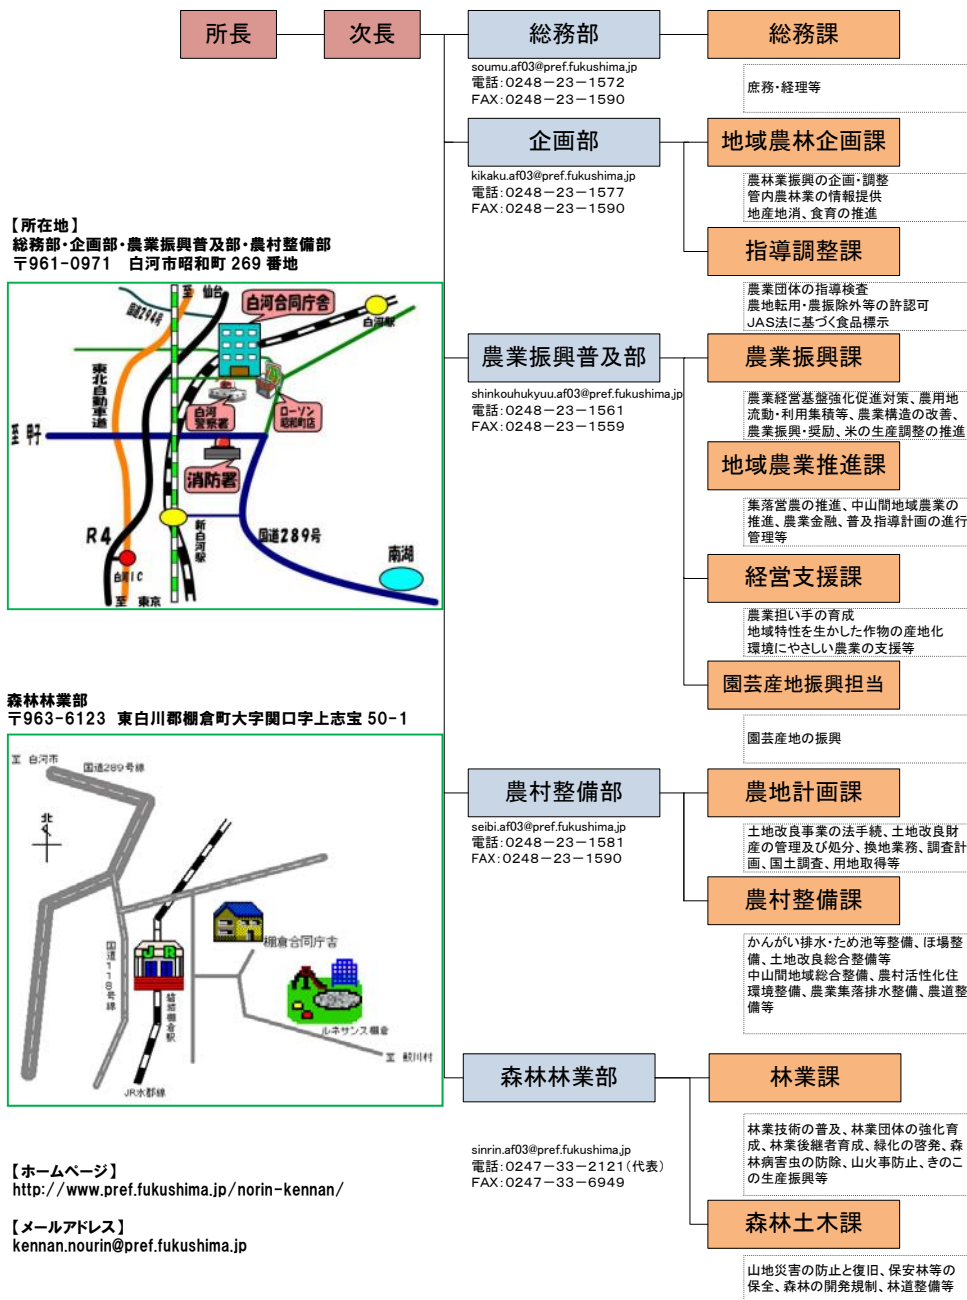 所長
次長
総務部
総務課
soumu.af03@pref.fukushima.jp
電話：0248－23－1572
FAX：0248－23－1590
庶務・経理等
企画部
地域農林企画課
kikaku.af03@pref.fukushima.jp
電話：0248－23－1577
FAX：0248－23－1590
農林業振興の企画・調整
管内農林業の情報提供
地産地消、食育の推進
指導調整課
農業団体の指導検査
農地転用・農振除外等の許認可
JAS法に基づく食品標示
【所在地】
総務部・企画部・農業振興普及部・農村整備部
〒961-0971　白河市昭和町 269 番地
至 仙台
国道294号
白河合同庁舎
白河駅
東北自動車道
白河
警察署
ローソン
昭和町店
至 甲子
消防署
R4
新白河駅
国道289号
南湖
白河IC
至 東京
農業振興普及部
農業振興課
shinkouhukyuu.af03@pref.fukushima.jp
電話：0248－23－1561
FAX：0248－23－1559
農業経営基盤強化促進対策、農用地
流動・利用集積等、農業構造の改善、
農業振興・奨励、米の生産調整の推進
地域農業推進課
集落営農の推進、中山間地域農業の
推進、農業金融、普及指導計画の進行
管理等
経営支援課
農業担い手の育成
地域特性を生かした作物の産地化
環境にやさしい農業の支援等
園芸産地振興担当
園芸産地の振興
森林林業部
〒963-6123　東白川郡棚倉町大字関口字上志宝 50-1
至 白河市
国道289号線
北
棚倉合同庁舎
国道118号線
JR
磐城棚倉駅
ルネサンス棚倉
至 鮫川村
JR水郡線
農村整備部
農地計画課
seibi.af03@pref.fukushima.jp
電話：0248－23－1581
FAX：0248－23－1590
土地改良事業の法手続、土地改良財
産の管理及び処分、換地業務、調査計
画、国土調査、用地取得等
農村整備課
かんがい排水・ため池等整備、ほ場整
備、土地改良総合整備等
中山間地域総合整備、農村活性化住
環境整備、農業集落排水整備、農道整
備等
森林林業部
林業課
sinrin.af03@pref.fukushima.jp
電話：0247－33－2121（代表）
FAX：0247－33－6949
林業技術の普及、林業団体の強化育
成、林業後継者育成、緑化の啓発、森
林病害虫の防除、山火事防止、きのこ
の生産振興等
森林土木課
山地災害の防止と復旧、保安林等の
保全、森林の開発規制、林道整備等
【ホームページ】
http://www.pref.fukushima.jp/norin-kennan/
【メールアドレス】
kennan.nourin@pref.fukushima.jp